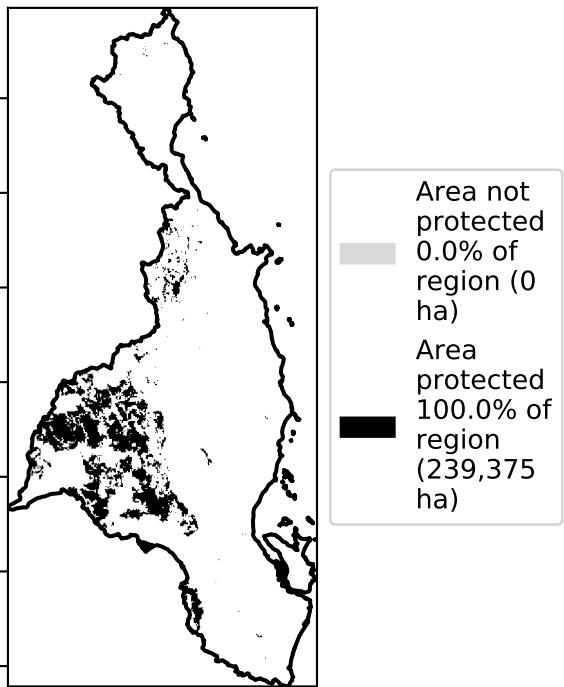 Area not
protected
0.0% of
region (0
ha)
Area
protected
100.0% of
region
(239,375
ha)